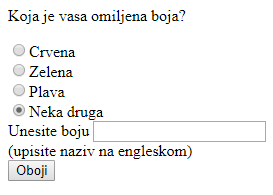 Koja je vasa omiljena boja?
Crvena
Zelena
Plava
Neka druga
Unesite boju
(upisite naziv na engleskom)
Oboji